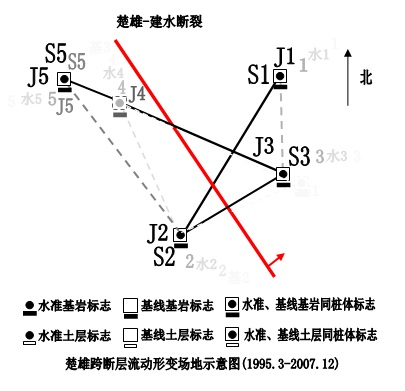 楚雄-建水断裂
S5 S5
J5
5 水5 5 J5
水4
4
J4
J1
S1 1 水1
北
J3
S3 3 水3 3
J2
S2 2 水2 2
水准基岩标志 基线基岩标志 水准、基线基岩同桩体标志
水准土层标志 基线土层标志 水准、基线土层同桩体标志
楚雄跨断层流动形变场地示意图(1995.3-2007.12)